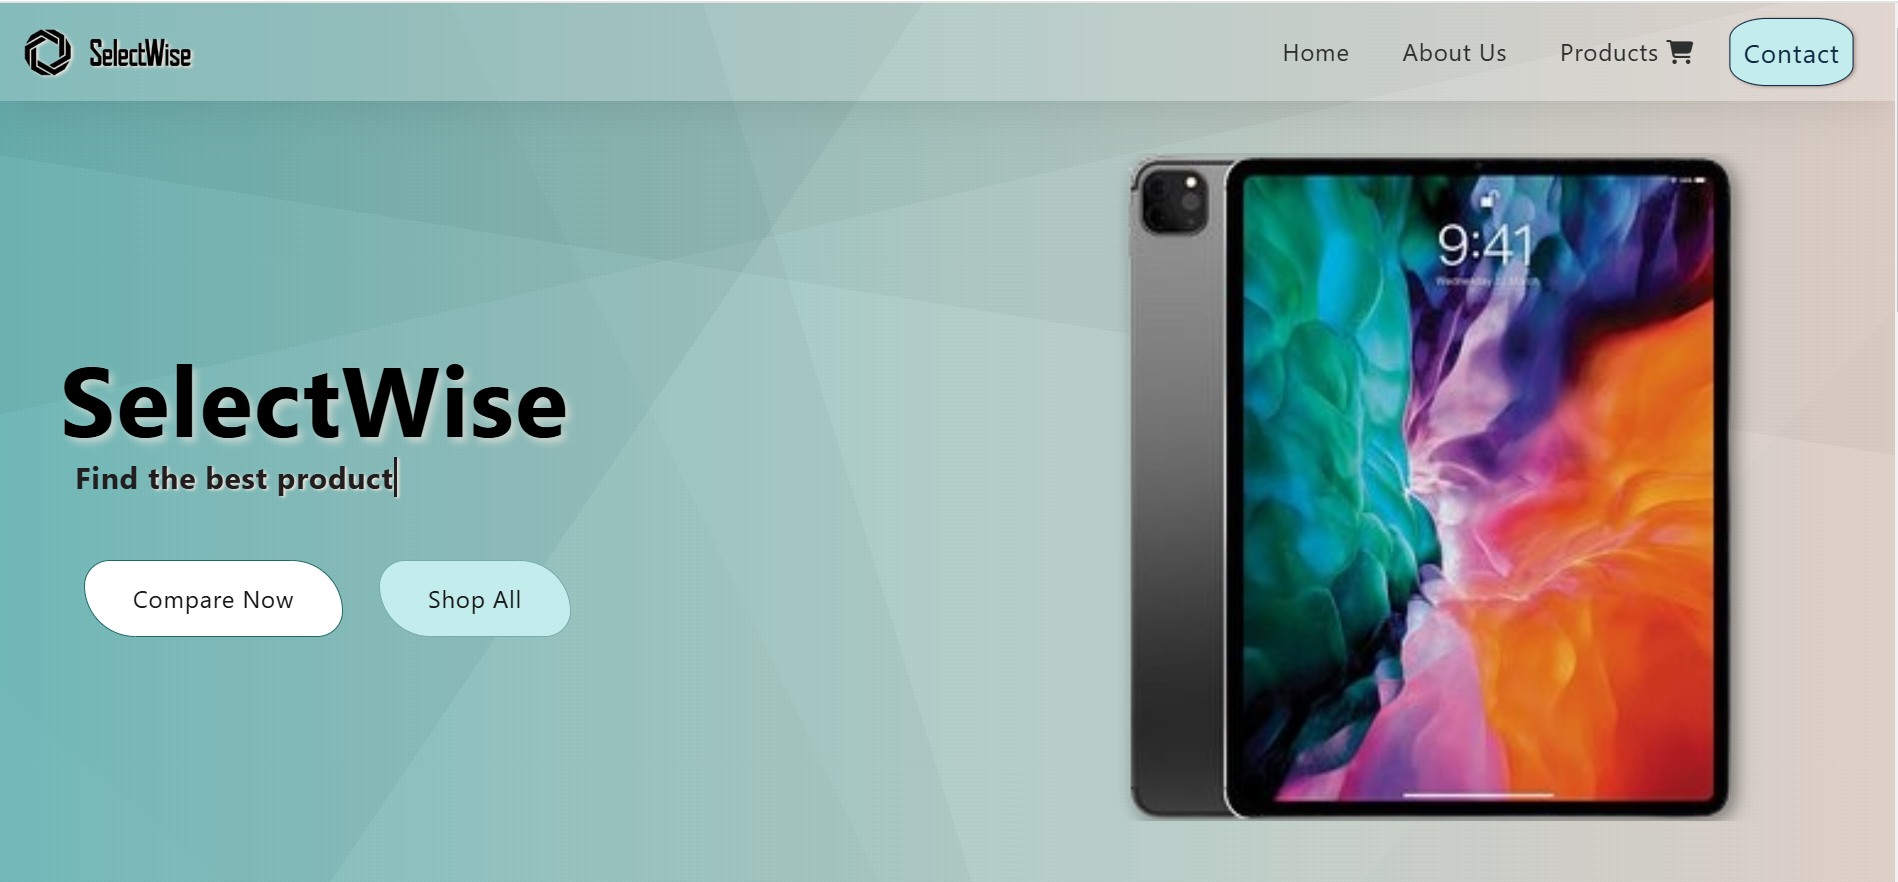 SelectWise
Home
About Us
Products
Contact
9:41
SelectWise
Find the best product
Compare Now
Shop All